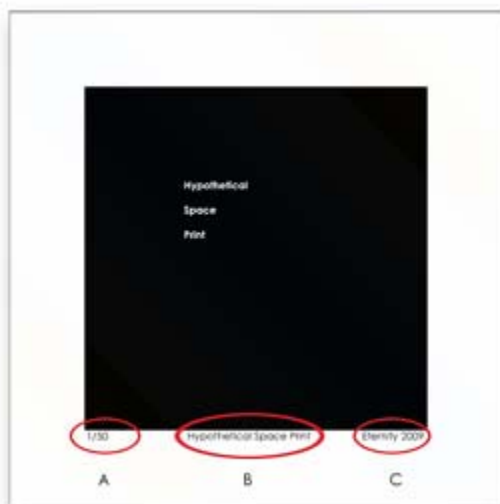 Hypothetical
Space
Print
1/50 Hypothetical Space Print Eternity 2009
A B C